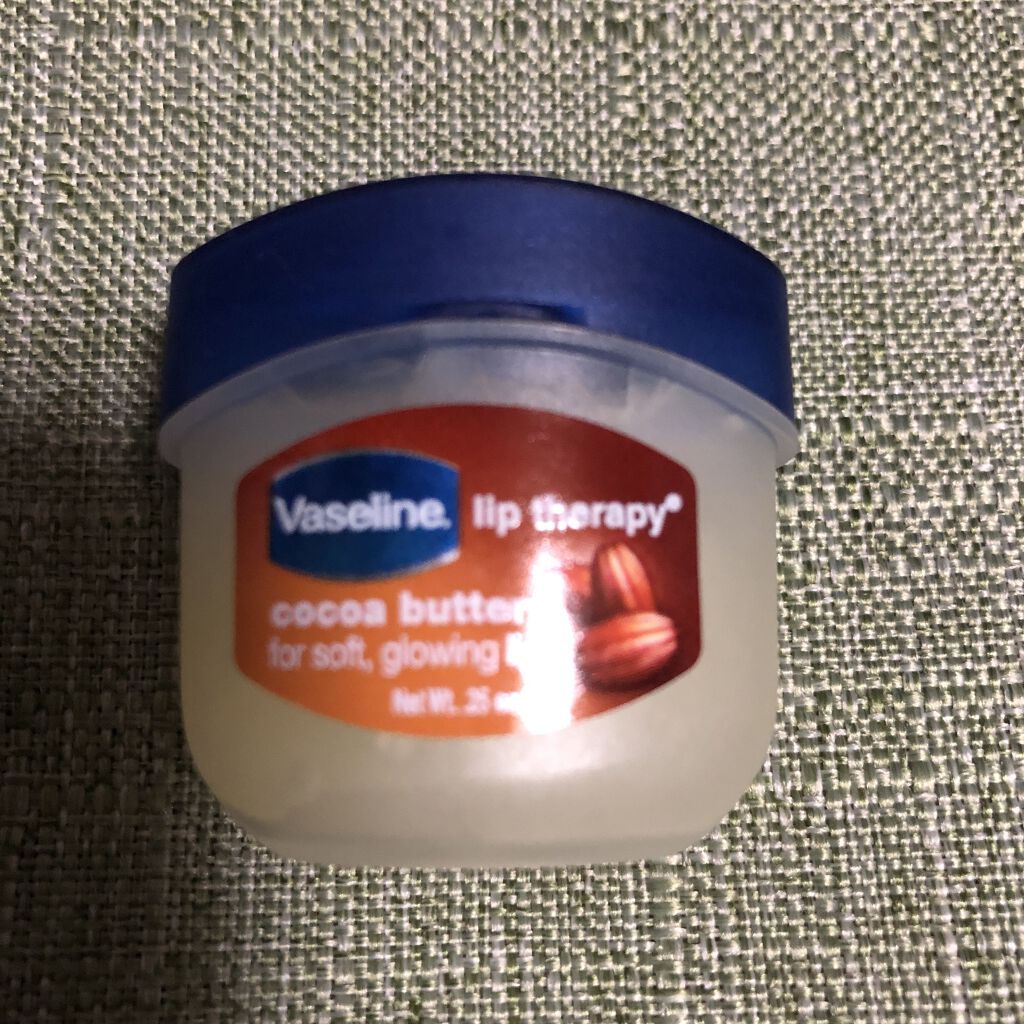 Vaseline. lip therapy®
cocoa butter
for soft, glowing
Net Wt. .25